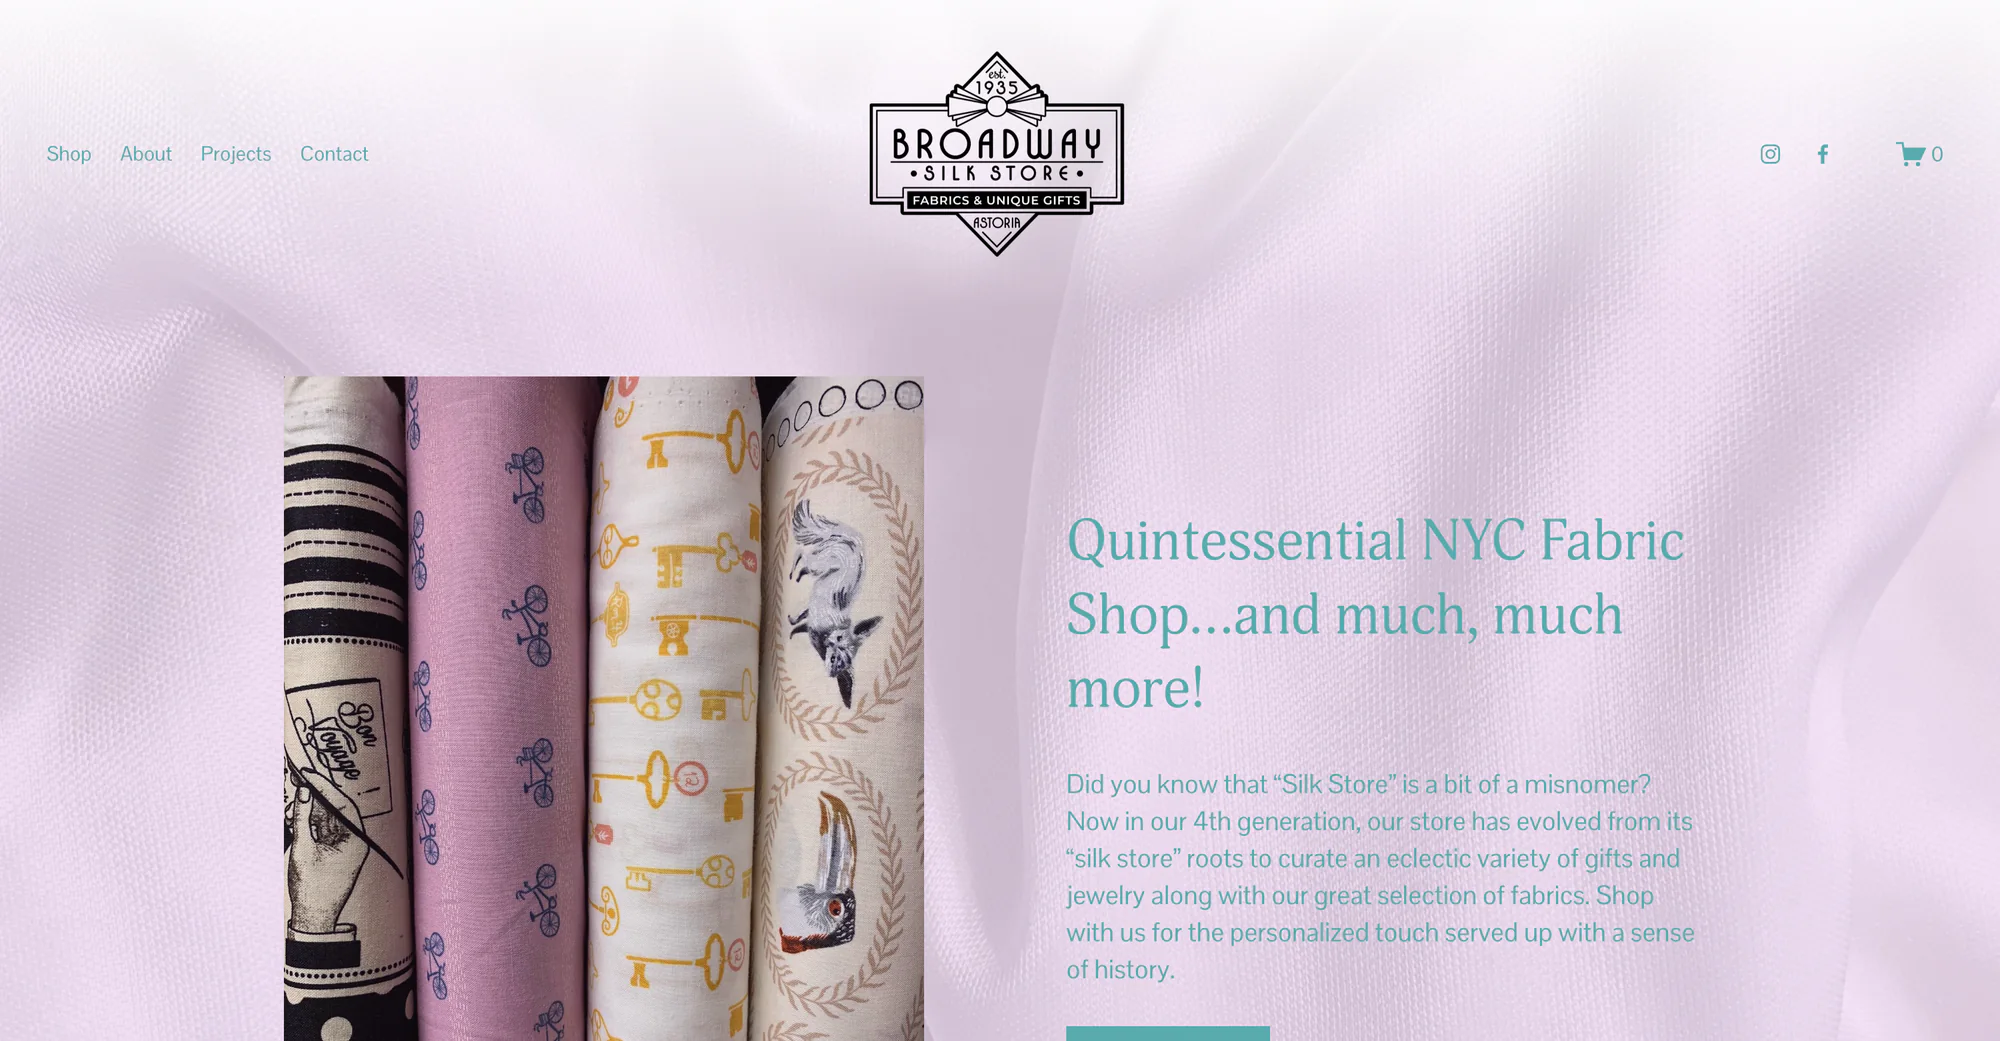 Shop About Projects Contact
est.
1935
BROADWAY
•SILK STORE•
FABRICS & UNIQUE GIFTS
ASTORIA
0
Bon
Voyage
!
13
Quintessential NYC Fabric
Shop...and much, much
more!
Did you know that “Silk Store” is a bit of a misnomer?
Now in our 4th generation, our store has evolved from its
“silk store” roots to curate an eclectic variety of gifts and
jewelry along with our great selection of fabrics. Shop
with us for the personalized touch served up with a sense
of history.